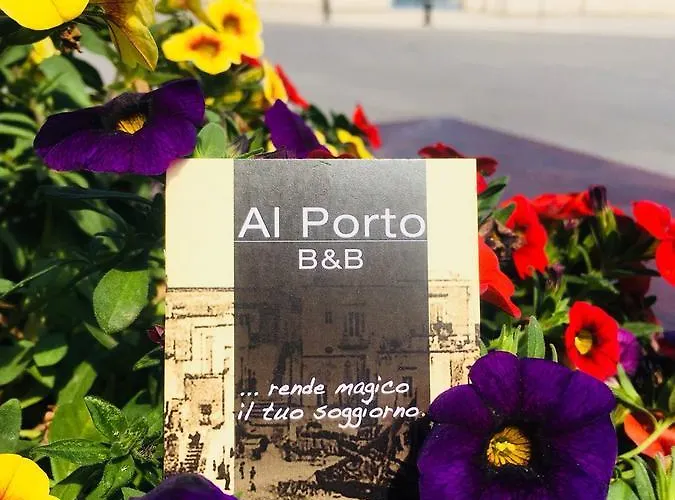 Al Porto
B&B
... rende magico
il tuo soggiorno.